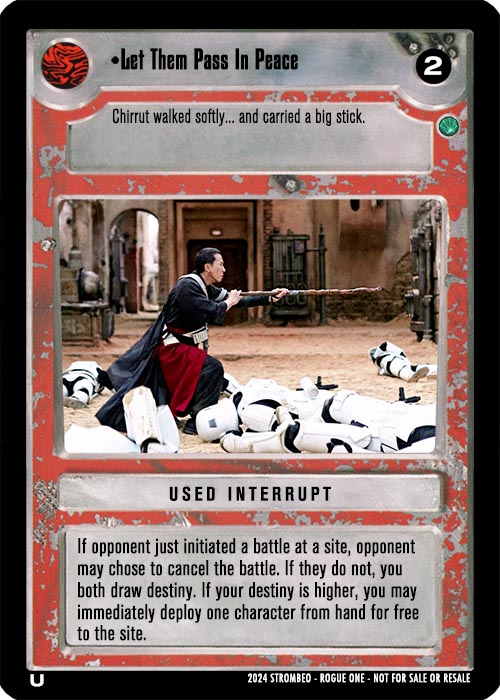 •Let Them Pass In Peace
2
Chirrut walked softly... and carried a big stick.
USED INTERRUPT
If opponent just initiated a battle at a site, opponent
may chose to cancel the battle. If they do not, you
both draw destiny. If your destiny is higher, you may
immediately deploy one character from hand for free
to the site.
U
2024 STROMBEO - ROGUE ONE - NOT FOR SALE OR RESALE